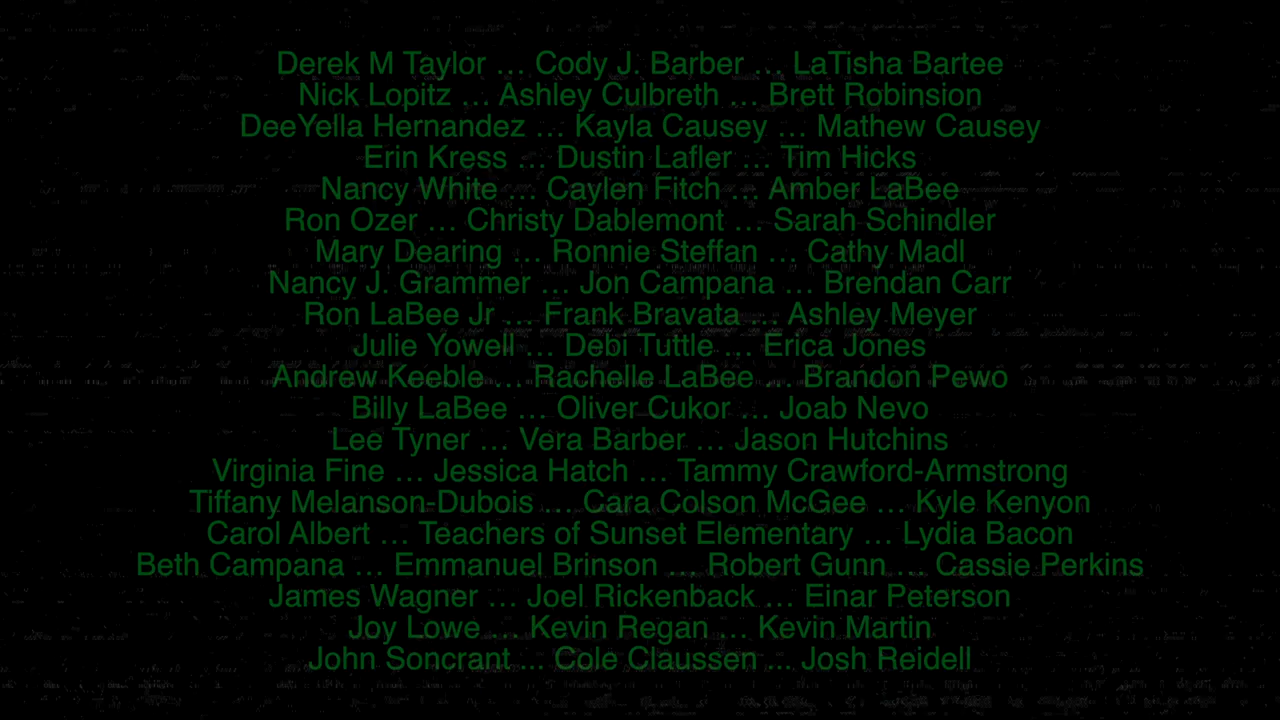 Derek M Taylor … Cody J. Barber … LaTisha Bartee
Nick Lopitz … Ashley Culbreth … Brett Robinsion
DeeYella Hernandez … Kayla Causey … Mathew Causey
Erin Kress … Dustin Lafler … Tim Hicks
Nancy White … Caylen Fitch … Amber LaBee
Ron Ozer … Christy Dablemont … Sarah Schindler
Mary Dearing … Ronnie Steffan … Cathy Madl
Nancy J. Grammer … Jon Campana … Brendan Carr
Ron LaBee Jr … Frank Bravata … Ashley Meyer
Julie Yowell … Debi Tuttle … Erica Jones
Andrew Keeble … Rachelle LaBee … Brandon Pewo
Billy LaBee … Oliver Cukor … Joab Nevo
Lee Tyner … Vera Barber … Jason Hutchins
Virginia Fine … Jessica Hatch … Tammy Crawford-Armstrong
Tiffany Melanson-Dubois … Cara Colson McGee … Kyle Kenyon
Carol Albert … Teachers of Sunset Elementary … Lydia Bacon
Beth Campana … Emmanuel Brinson … Robert Gunn … Cassie Perkins
James Wagner … Joel Rickenback … Einar Peterson
Joy Lowe … Kevin Regan … Kevin Martin
John Soncrant ... Cole Claussen ... Josh Reidell